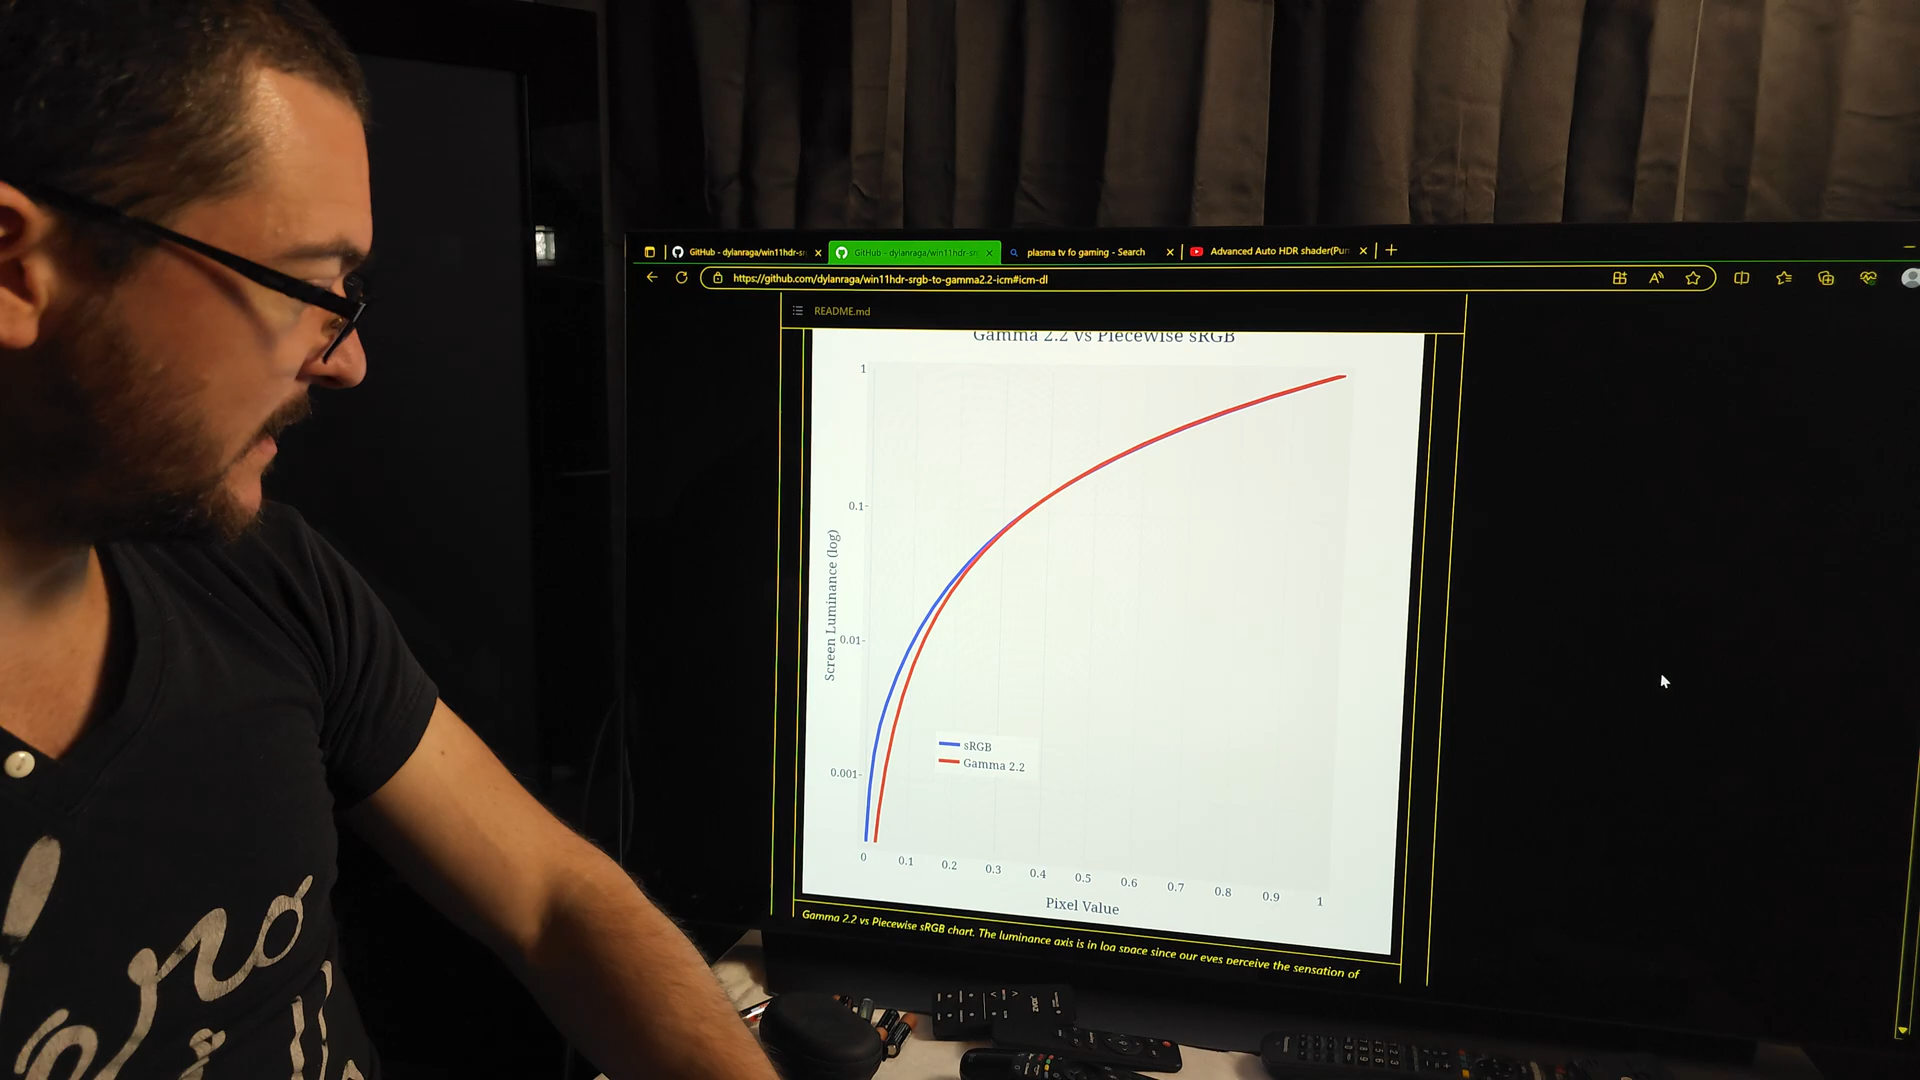 GitHub - dylanraga/win11hdr-sr
GitHub - dylanraga/win11hdr-sr
plasma tv fo gaming - Search
Advanced Auto HDR shader(Pum
https://github.com/dylanraga/win11hdr-srgb-to-gamma2.2-icm#icm-dl
README.md
Gamma 2.2 vs Piecewise sRGB
1
0.1
0.01
0.001
Screen Luminance (log)
sRGB
Gamma 2.2
0 0.1 0.2 0.3 0.4 0.5 0.6 0.7 0.8 0.9 1
Pixel Value
Gamma 2.2 vs Piecewise sRGB chart. The luminance axis is in log space since our eyes perceive the sensation of
ZVOX